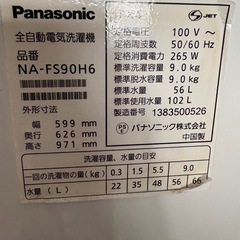 Panasonic
全自動電気洗濯機
品番
NA-FS90H6
外形寸法
幅 599 mm
奥行 626 mm
高さ 971 mm
JET
定格電圧 100 V～
定格周波数 50/60 Hz
定格消費電力 265 W
標準洗濯容量 9.0 kg
標準脱水容量 9.0 kg
標準水量 56 L
標準使用水量 102 L
製造番号 1383500526
PS E パナソニック株式会社
中国製
洗濯容量、水量の目安
一回の洗濯物の量(kg) 0.3 1.5 5.5 9.0
水量 (L) 22 35 48 56 66